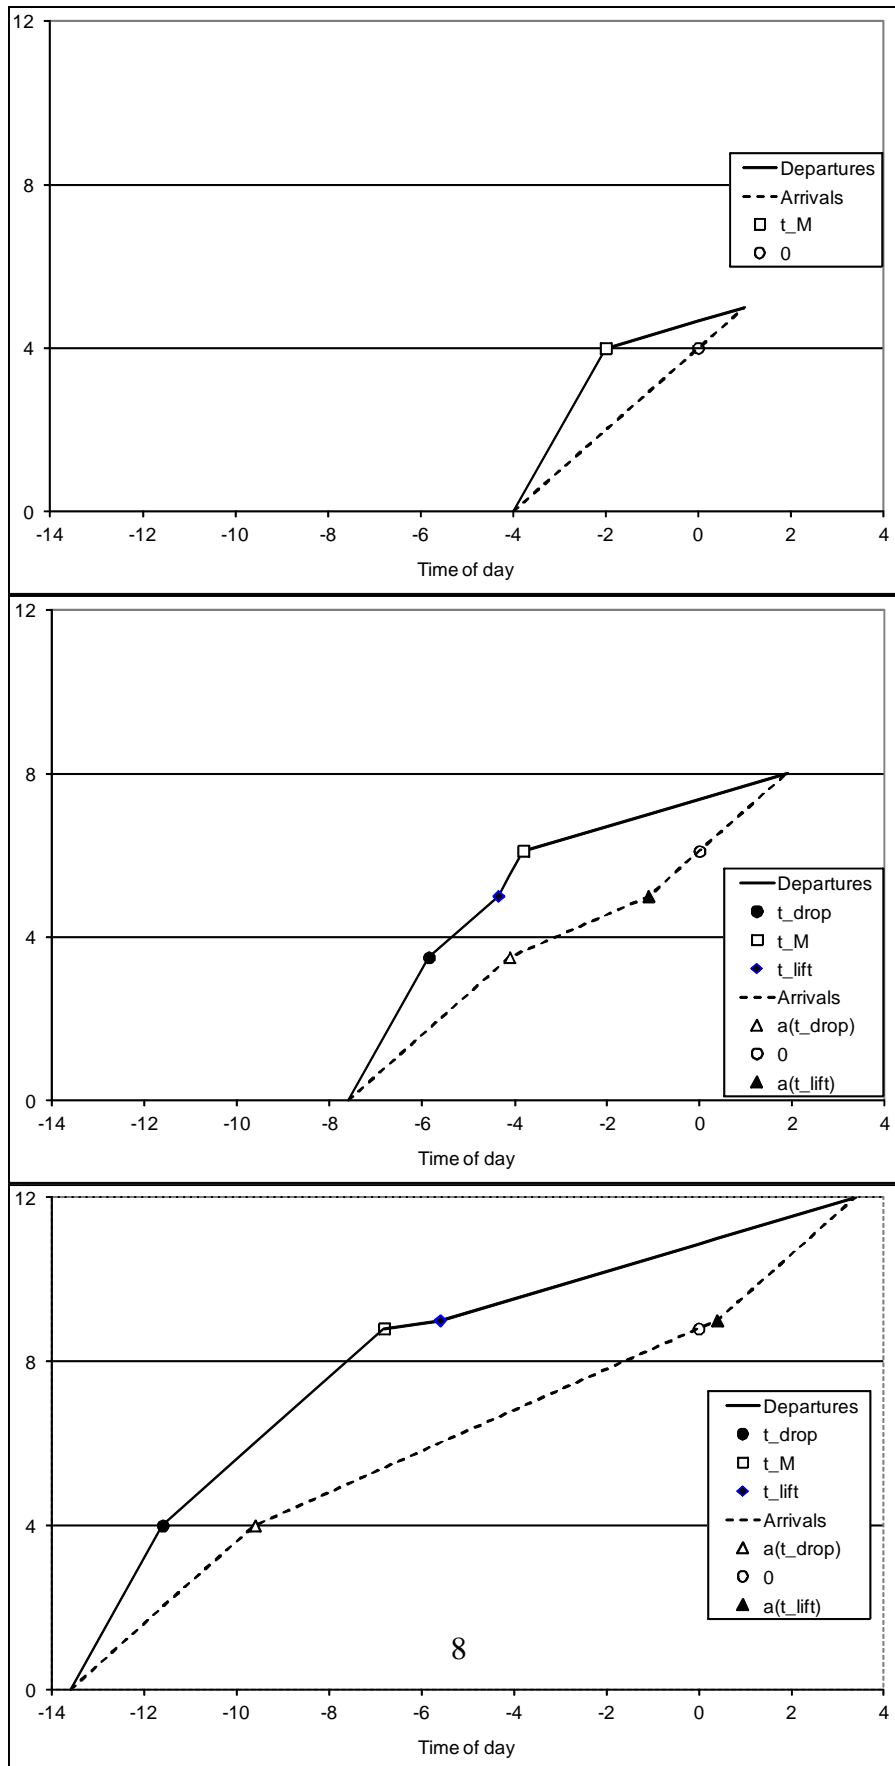 12
8
4
0
-14 -12 -10 -8 -6 -4 -2 0 2 4
Time of day
Departures
Arrivals
t_M
0
12
8
4
0
-14 -12 -10 -8 -6 -4 -2 0 2 4
Time of day
Departures
t_drop
t_M
t_lift
Arrivals
a(t_drop)
0
a(t_lift)
12
8
4
0
-14 -12 -10 -8 -6 -4 -2 0 2 4
Time of day
Departures
t_drop
t_M
t_lift
Arrivals
a(t_drop)
0
a(t_lift)
8